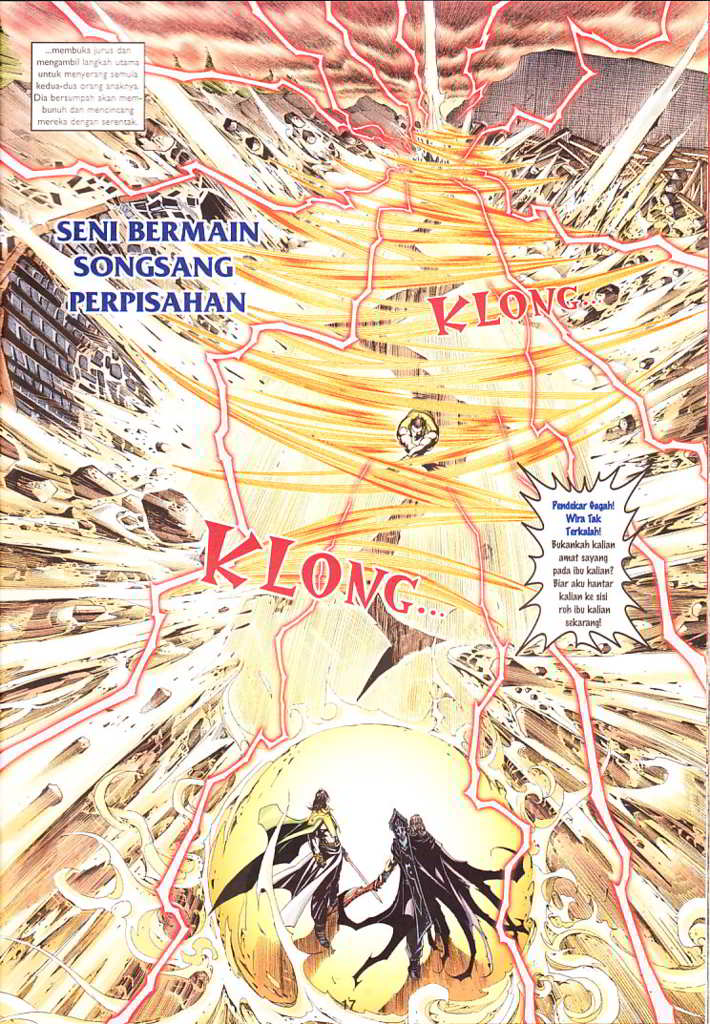 ...membuka jurus dan
mengambil langkah utama
untuk menyerang semula
kedua-dua orang anaknya.
Dia bersumpah akan mem-
bunuh dan mencincang
mereka dengan serentak.
SENI BERMAIN
SONGSANG
PERPISAHAN
KLONG...
Pendekar Gagah!
Wira Tak
Terkalah!
Bukankah kalian
amat sayang
pada ibu kalian?
Biar aku hantar
kalian ke sisi
roh ibu kalian
sekarang!
KLONG...
17